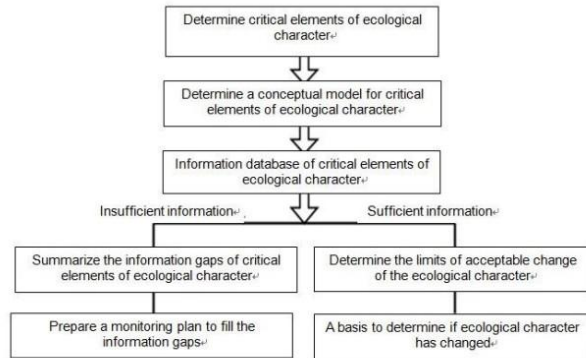 Determine critical elements of ecological
character
Determine a conceptual model for critical
elements of ecological character
Information database of critical elements of
ecological character
Insufficient information
Sufficient information
Summarize the information gaps of critical
elements of ecological character
Determine the limits of acceptable change
of the ecological character
Prepare a monitoring plan to fill the
information gaps
A basis to determine if ecological character
has changed